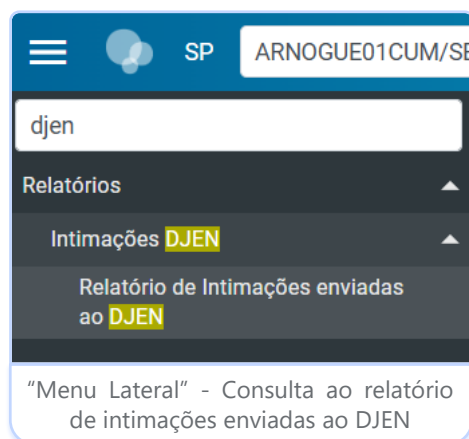 SP
ARNOGUE01CUM/SE
djen
Relatórios
Intimações DJEN
Relatório de Intimações enviadas
ao DJEN
“Menu Lateral” - Consulta ao relatório
de intimações enviadas ao DJEN